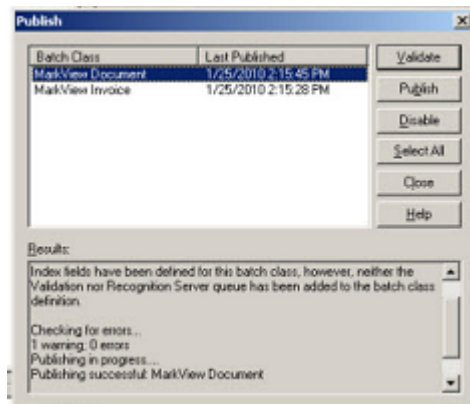 Publish
Batch Class Last Published
MarkView Document 1/25/2010 2:15:45 PM
MarkView Invoice 1/25/2010 2:15:28 PM
Validate
Publish
Disable
Select All
Close
Help
Results:
Index fields have been defined for this batch class, however, neither the
Validation nor Recognition Server queue has been added to the batch class
definition.
Checking for errors...
1 warning; 0 errors
Publishing in progress....
Publishing successful: MarkView Document